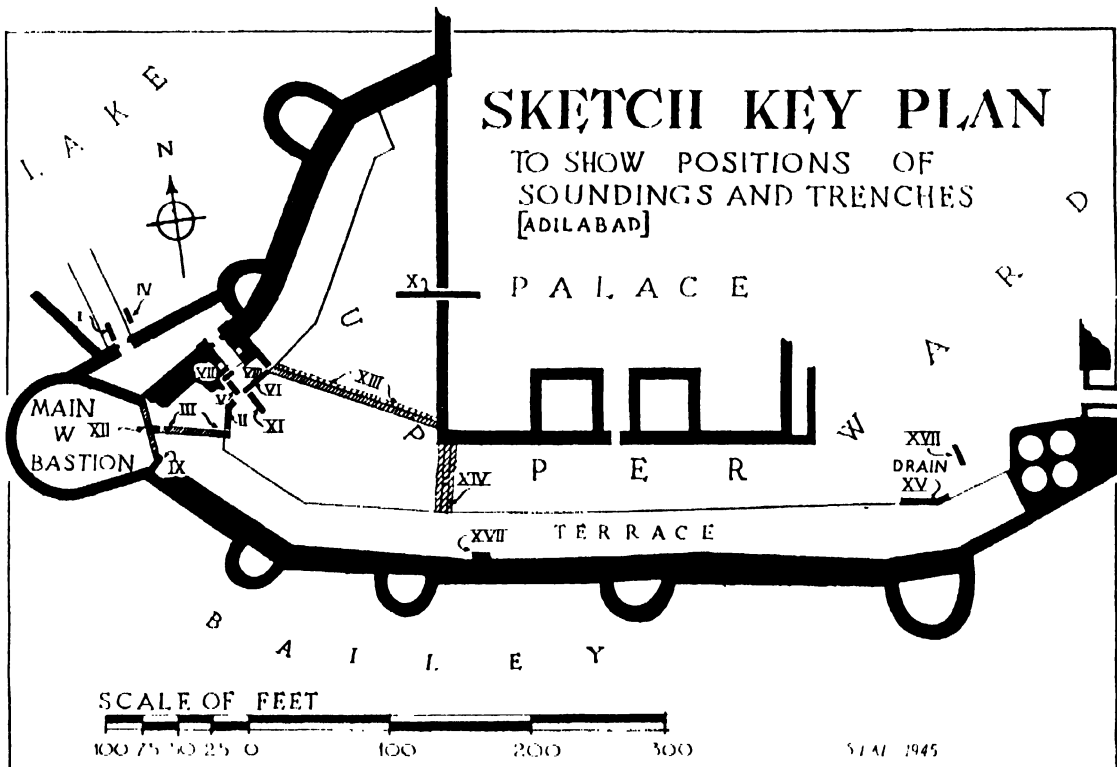 SKETCH KEY PLAN
TO SHOW POSITIONS OF
SOUNDINGS AND TRENCHES
[ADILABAD]
LAKE
N
IV
I
X
PALACE
UPPER WARD
VII
VIII
VI
V
II
XI
XIII
MAIN
W
BASTION
XII
III
IX
XIV
XVII
DRAIN
XV
XVII
TERRACE
BAILEY
SCALE OF FEET
100 75 50 25 0 100 200 300
1945